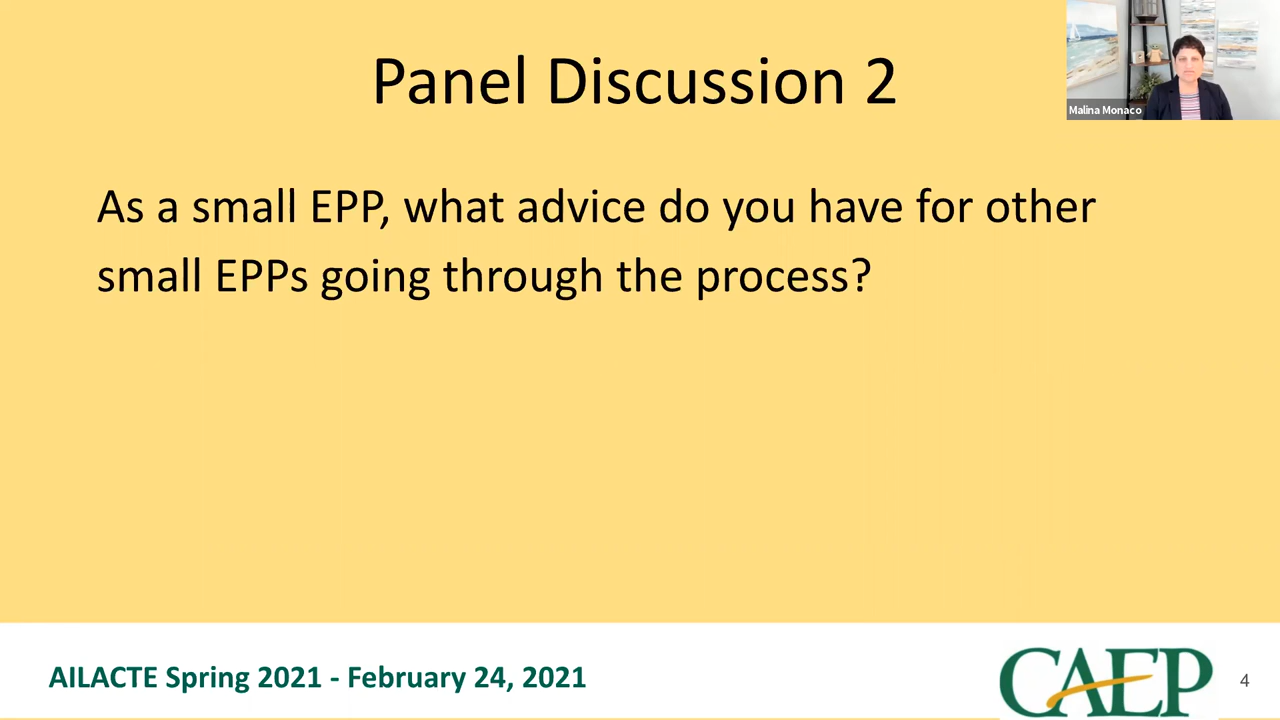 Panel Discussion 2
Malina Monaco
As a small EPP, what advice do you have for other
small EPPs going through the process?
AILACTE Spring 2021 - February 24, 2021
CAEP
4